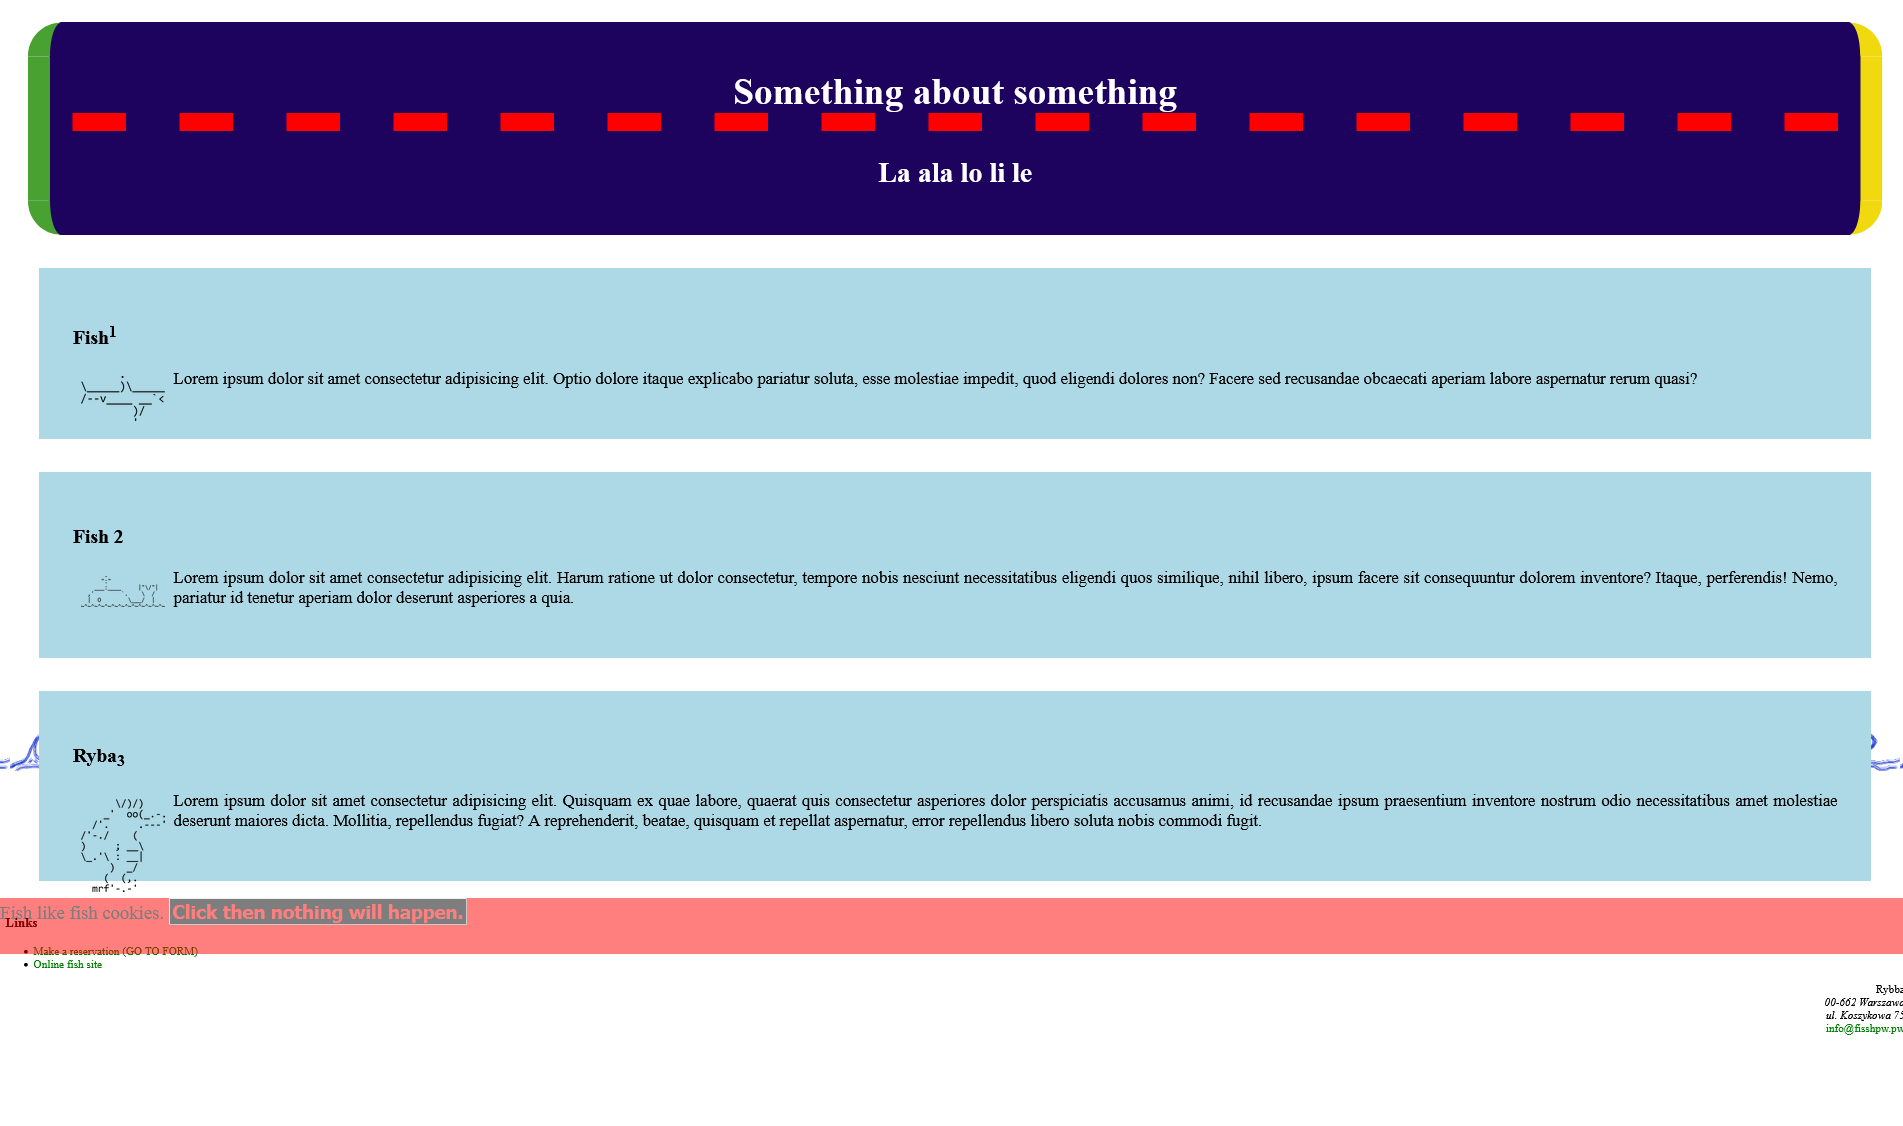 Something about something
La ala lo li le
Fish1
Lorem ipsum dolor sit amet consectetur adipisicing elit. Optio dolore itaque explicabo pariatur soluta, esse molestiae impedit, quod eligendi dolores non? Facere sed recusandae obcaecati aperiam labore aspernatur rerum quasi?
Fish 2
Lorem ipsum dolor sit amet consectetur adipisicing elit. Harum ratione ut dolor consectetur, tempore nobis nesciunt necessitatibus eligendi quos similique, nihil libero, ipsum facere sit consequuntur dolorem inventore? Itaque, perferendis! Nemo,
pariatur id tenetur aperiam dolor deserunt asperiores a quia.
Ryba3
Lorem ipsum dolor sit amet consectetur adipisicing elit. Quisquam ex quae labore, quaerat quis consectetur asperiores dolor perspiciatis accusamus animi, id recusandae ipsum praesentium inventore nostrum odio necessitatibus amet molestiae
deserunt maiores dicta. Mollitia, repellendus fugiat? A reprehenderit, beatae, quisquam et repellat aspernatur, error repellendus libero soluta nobis commodi fugit.
mrf
Fish like fish cookies. Click then nothing will happen.
Links
Make a reservation (GO TO FORM)
Online fish site
Rybba
00-662 Warszawa
ul. Koszykowa 75
info@fisshpw.pw